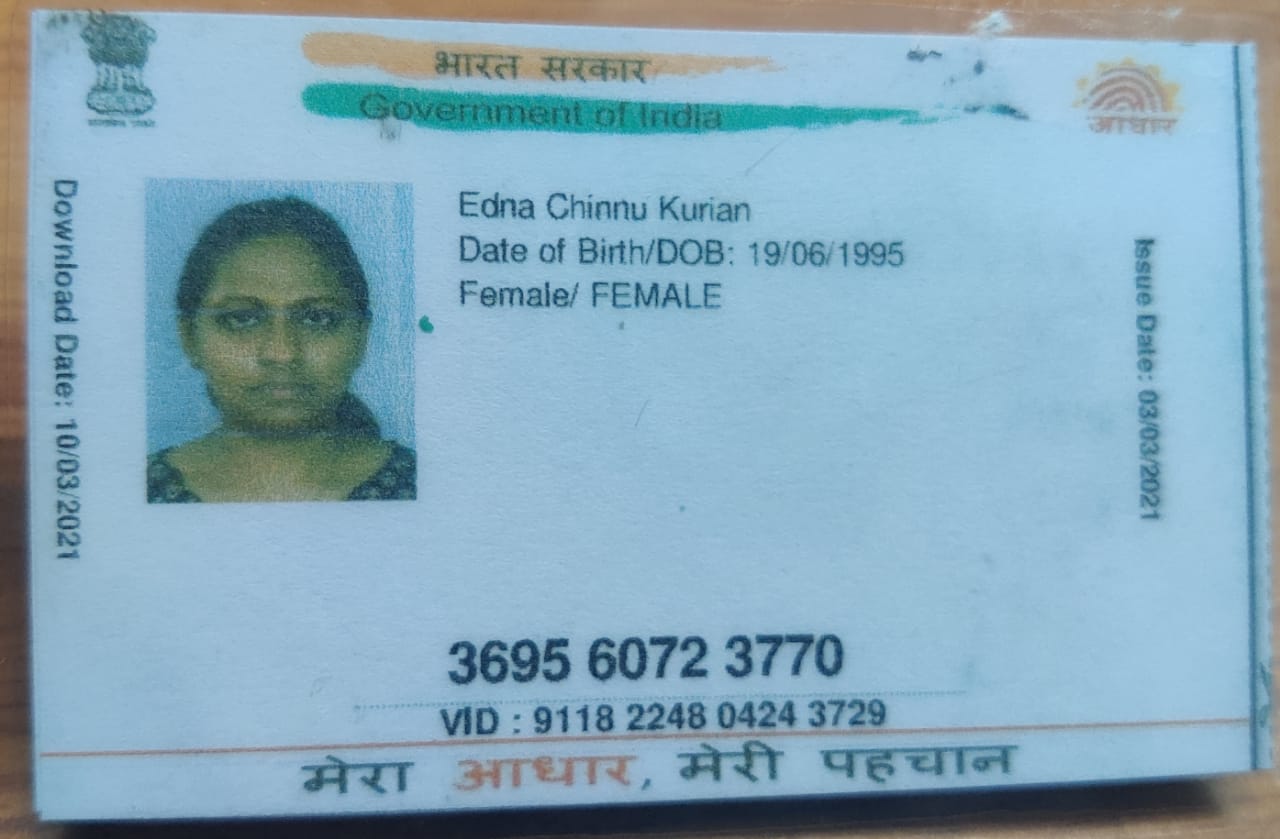 भारत सरकार
Government of India
आधार
Download Date: 10/03/2021
Edna Chinnu Kurian
Date of Birth/DOB: 19/06/1995
Female/ FEMALE
Issue Date: 03/03/2021
3695 6072 3770
VID : 9118 2248 0424 3729
मेरा आधार, मेरी पहचान